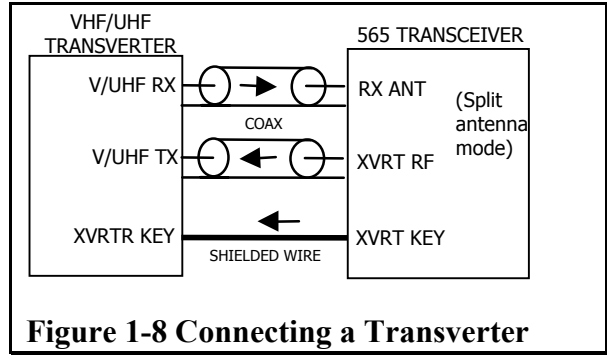 VHF/UHF
TRANSVERTER
565 TRANSCEIVER
V/UHF RX
RX ANT
(Split
antenna
mode)
COAX
V/UHF TX
XVRT RF
XVRTR KEY
XVRT KEY
SHIELDED WIRE
Figure 1-8 Connecting a Transverter